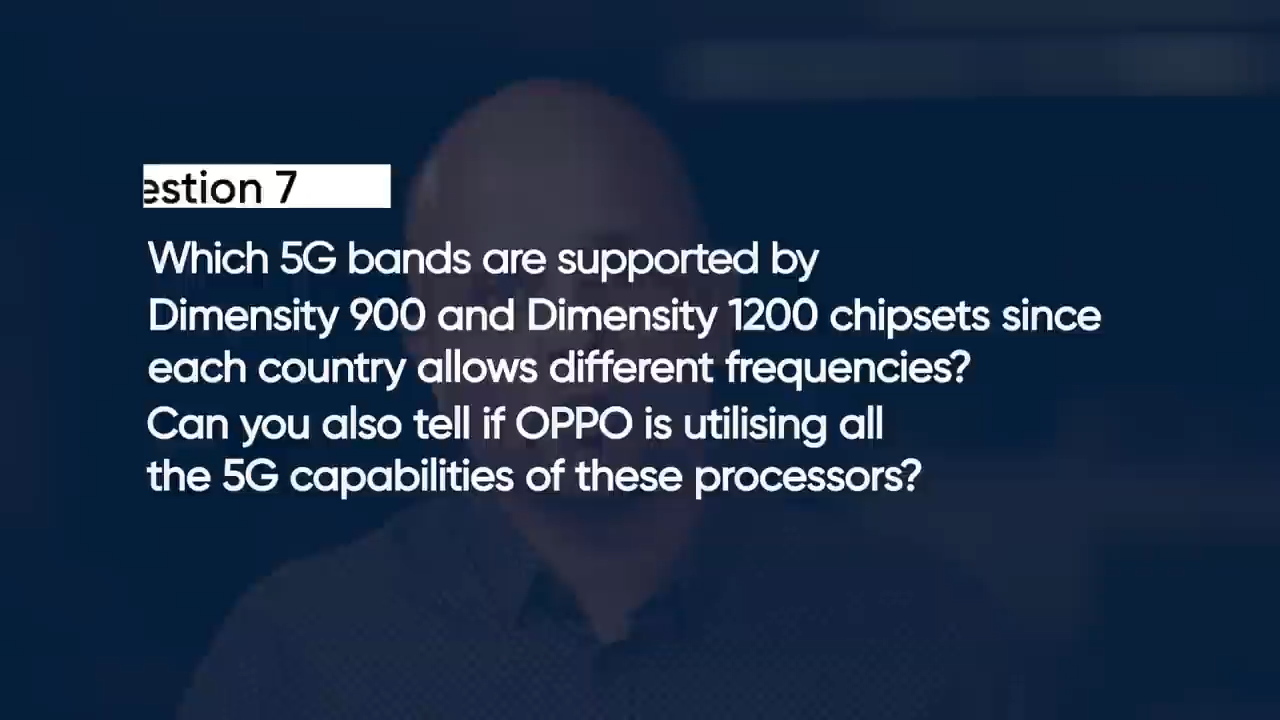 estion 7
Which 5G bands are supported by
Dimensity 900 and Dimensity 1200 chipsets since
each country allows different frequencies?
Can you also tell if OPPO is utilising all
the 5G capabilities of these processors?